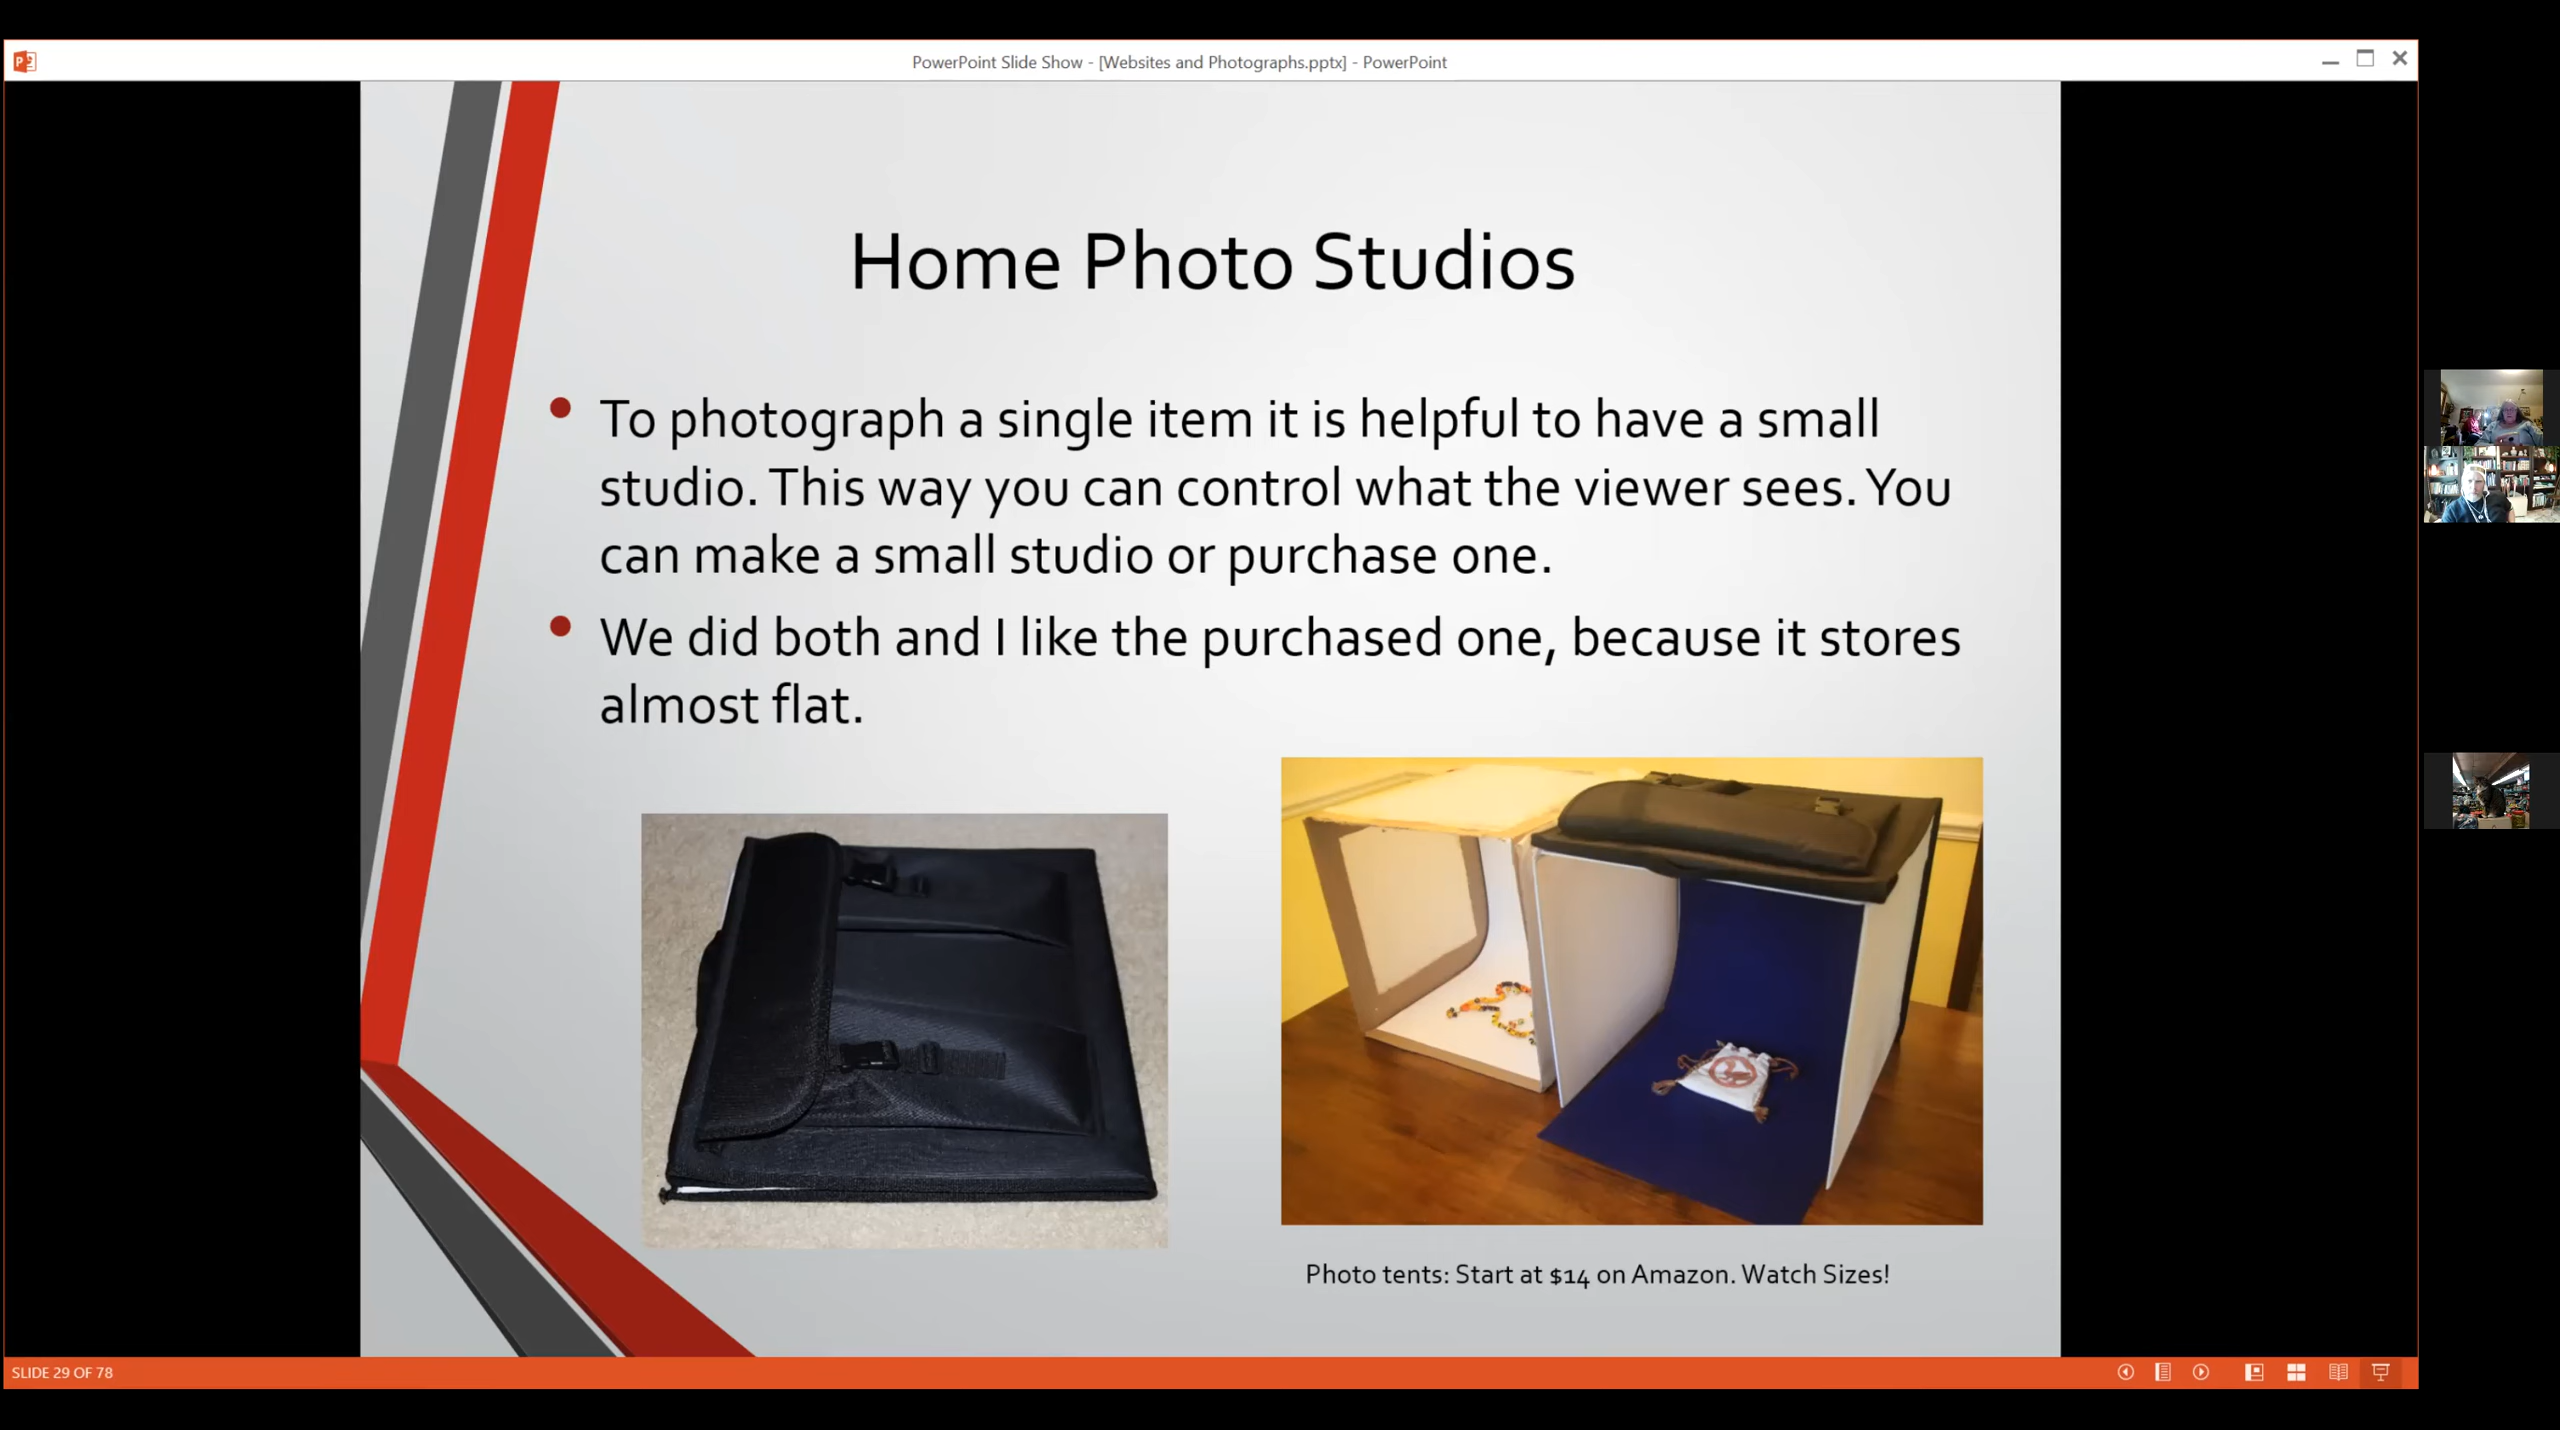 PowerPoint Slide Show - [Websites and Photographs.pptx] - PowerPoint
Home Photo Studios
• To photograph a single item it is helpful to have a small
studio. This way you can control what the viewer sees. You
can make a small studio or purchase one.
• We did both and I like the purchased one, because it stores
almost flat.
Photo tents: Start at $14 on Amazon. Watch Sizes!
SLIDE 29 OF 78